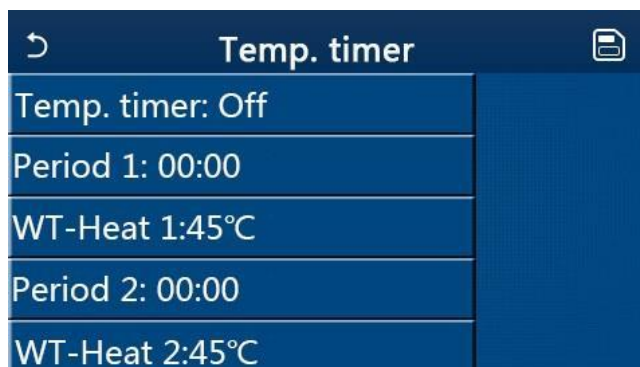 Temp. timer
Temp. timer: Off
Period 1: 00:00
WT-Heat 1:45℃
Period 2: 00:00
WT-Heat 2:45℃